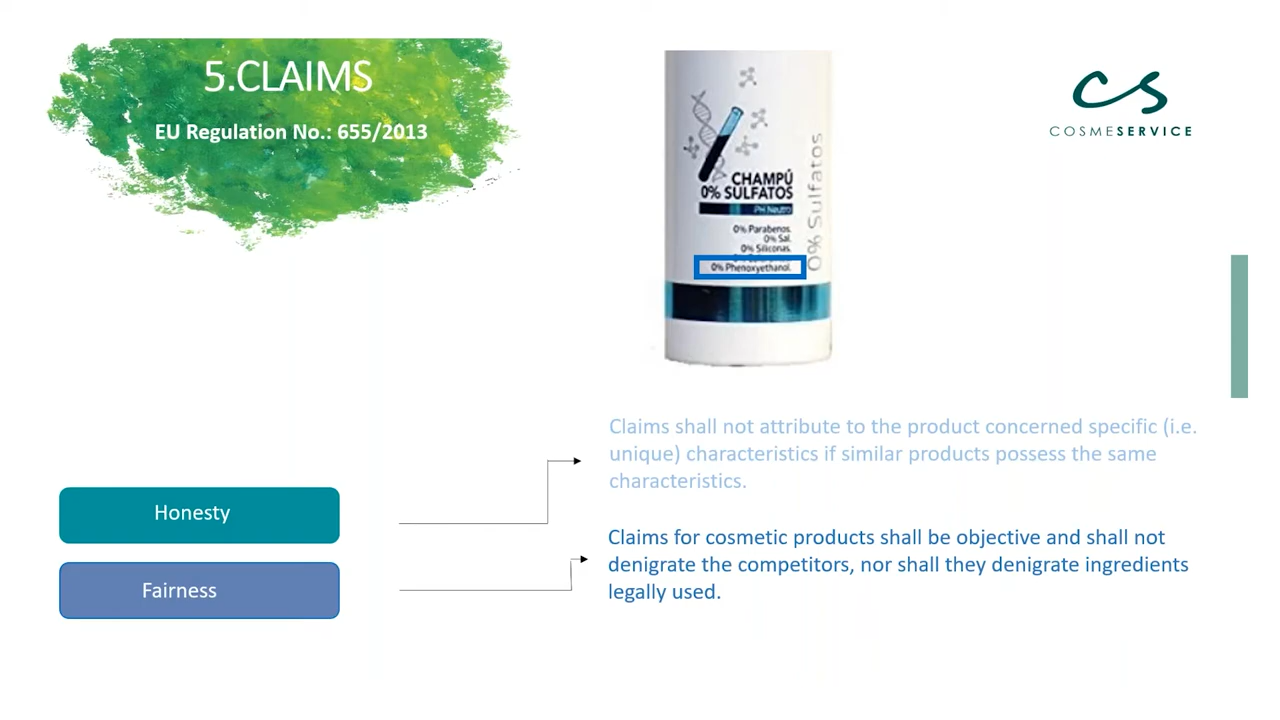 5.CLAIMS
EU Regulation No.: 655/2013
CS
COSMESERVICE
CHAMPÚ
0% SULFATOS
PH Neutro
0% Parabenos.
0% Sal.
0% Siliconas.
0% Phenoxyethanol.
0% Sulfatos
Claims shall not attribute to the product concerned specific (i.e.
unique) characteristics if similar products possess the same
characteristics.
Honesty
Claims for cosmetic products shall be objective and shall not
denigrate the competitors, nor shall they denigrate ingredients
legally used.
Fairness